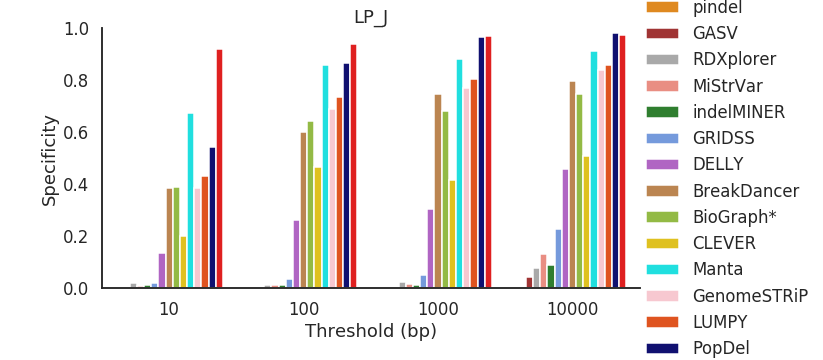 LP_J
1.0
0.8
0.6
0.4
0.2
0.0
Specificity
10
100
1000
10000
Threshold (bp)
pindel
GASV
RDXplorer
MiStrVar
indelMINER
GRIDSS
DELLY
BreakDancer
BioGraph*
CLEVER
Manta
GenomeSTRiP
LUMPY
PopDel